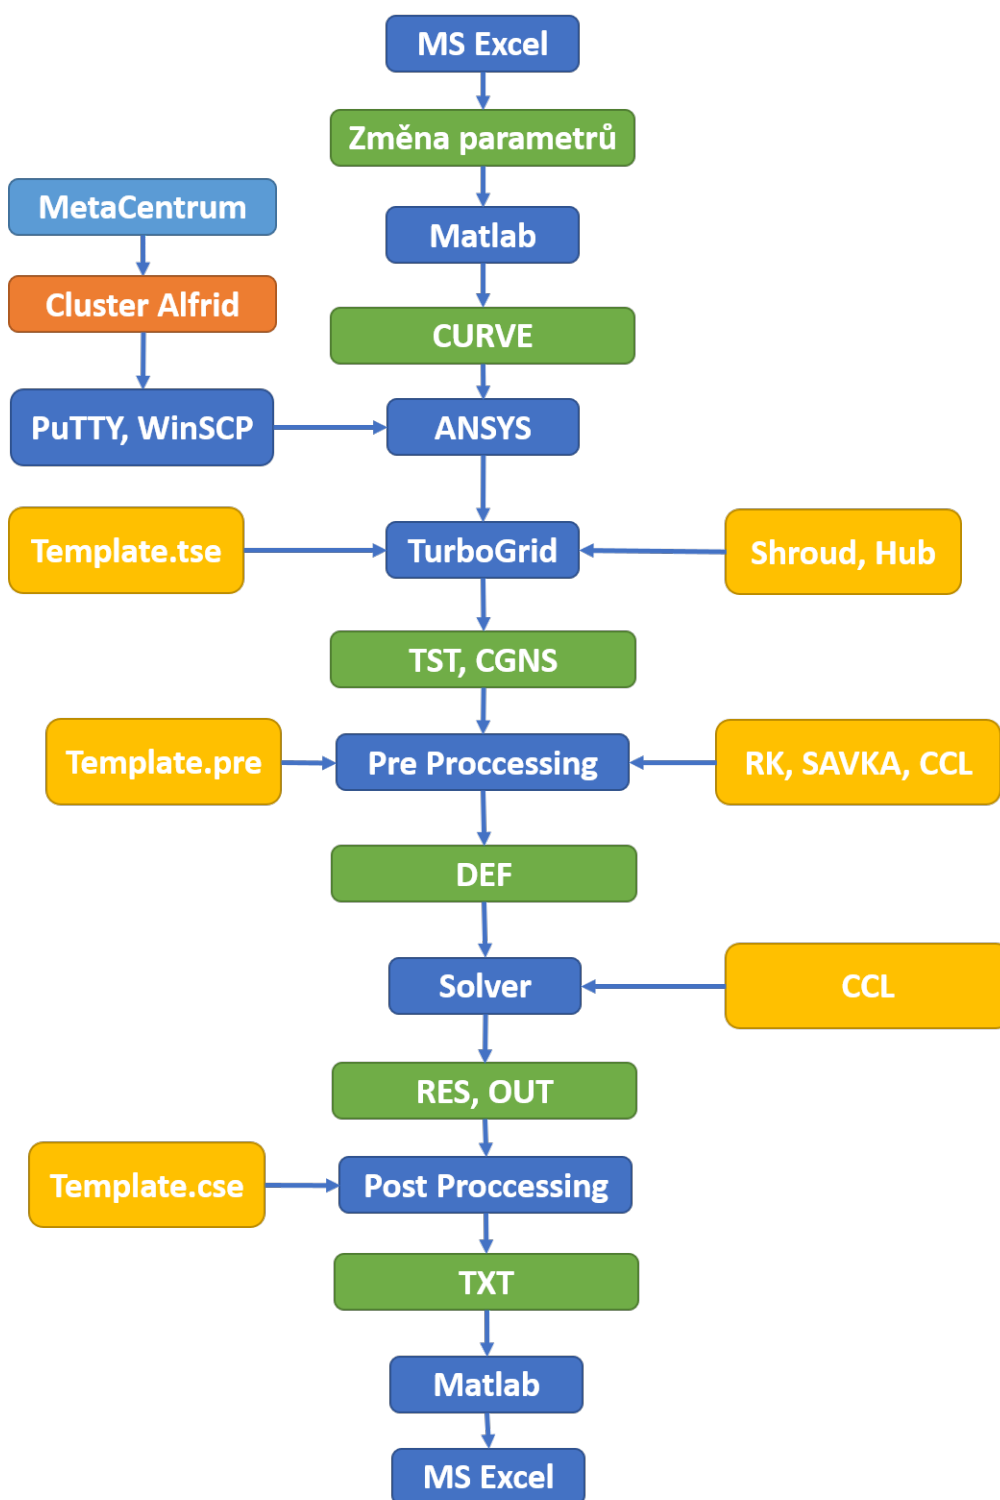 MS Excel
Změna parametrů
MetaCentrum
Matlab
Cluster Alfrid
CURVE
PuTTY, WinSCP
ANSYS
Template.tse
TurboGrid
Shroud, Hub
TST, CGNS
Template.pre
Pre Proccessing
RK, SAVKA, CCL
DEF
Solver
CCL
RES, OUT
Template.cse
Post Proccessing
TXT
Matlab
MS Excel